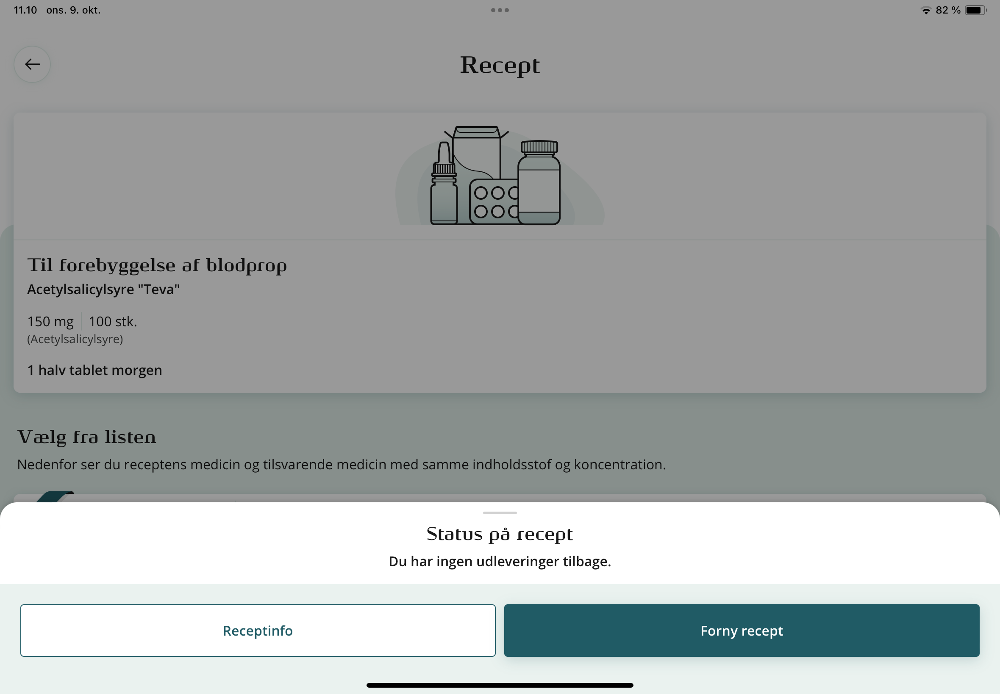 11.10 ons. 9. okt.
82 %
Recept
Til forebyggelse af blodprop
Acetylsalicylsyre "Teva"
150 mg 100 stk.
(Acetylsalicylsyre)
1 halv tablet morgen
Vælg fra listen
Nedenfor ser du receptens medicin og tilsvarende medicin med samme indholdsstof og koncentration.
Status på recept
Du har ingen udleveringer tilbage.
Receptinfo
Forny recept